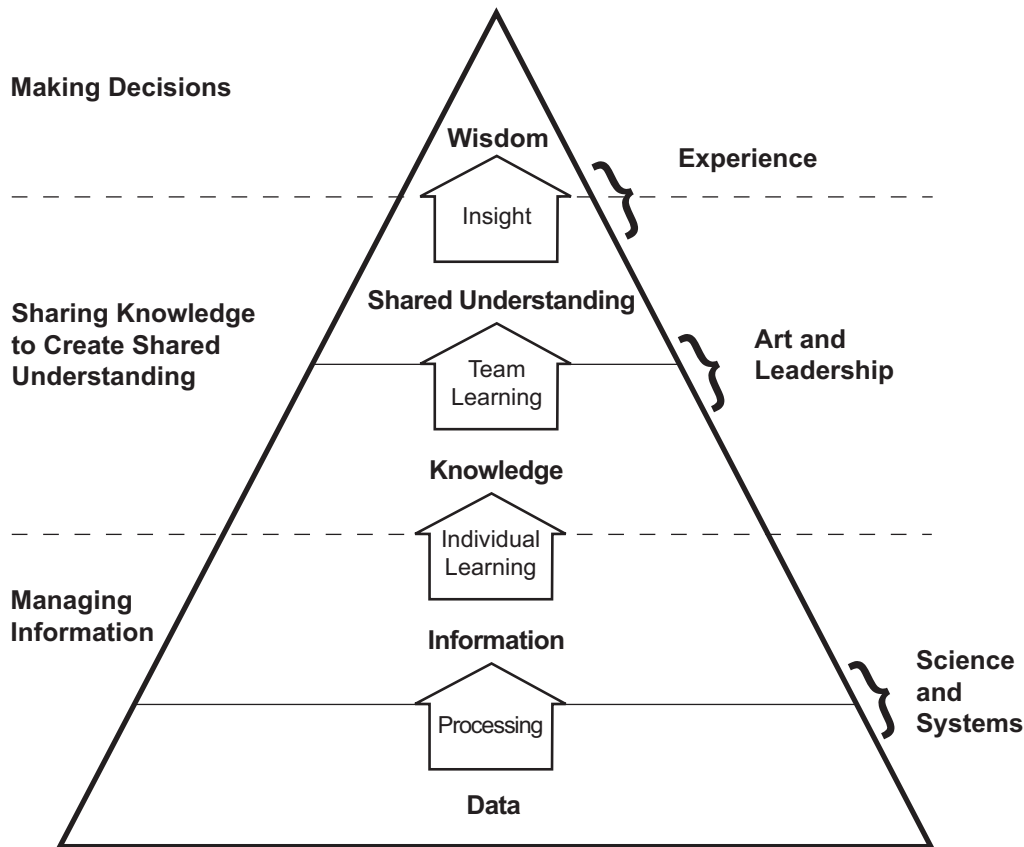 Making Decisions
Wisdom
Experience
Insight
Shared Understanding
Sharing Knowledge
to Create Shared
Understanding
Art and
Leadership
Team
Learning
Knowledge
Individual
Learning
Managing
Information
Information
Science
and
Systems
Processing
Data